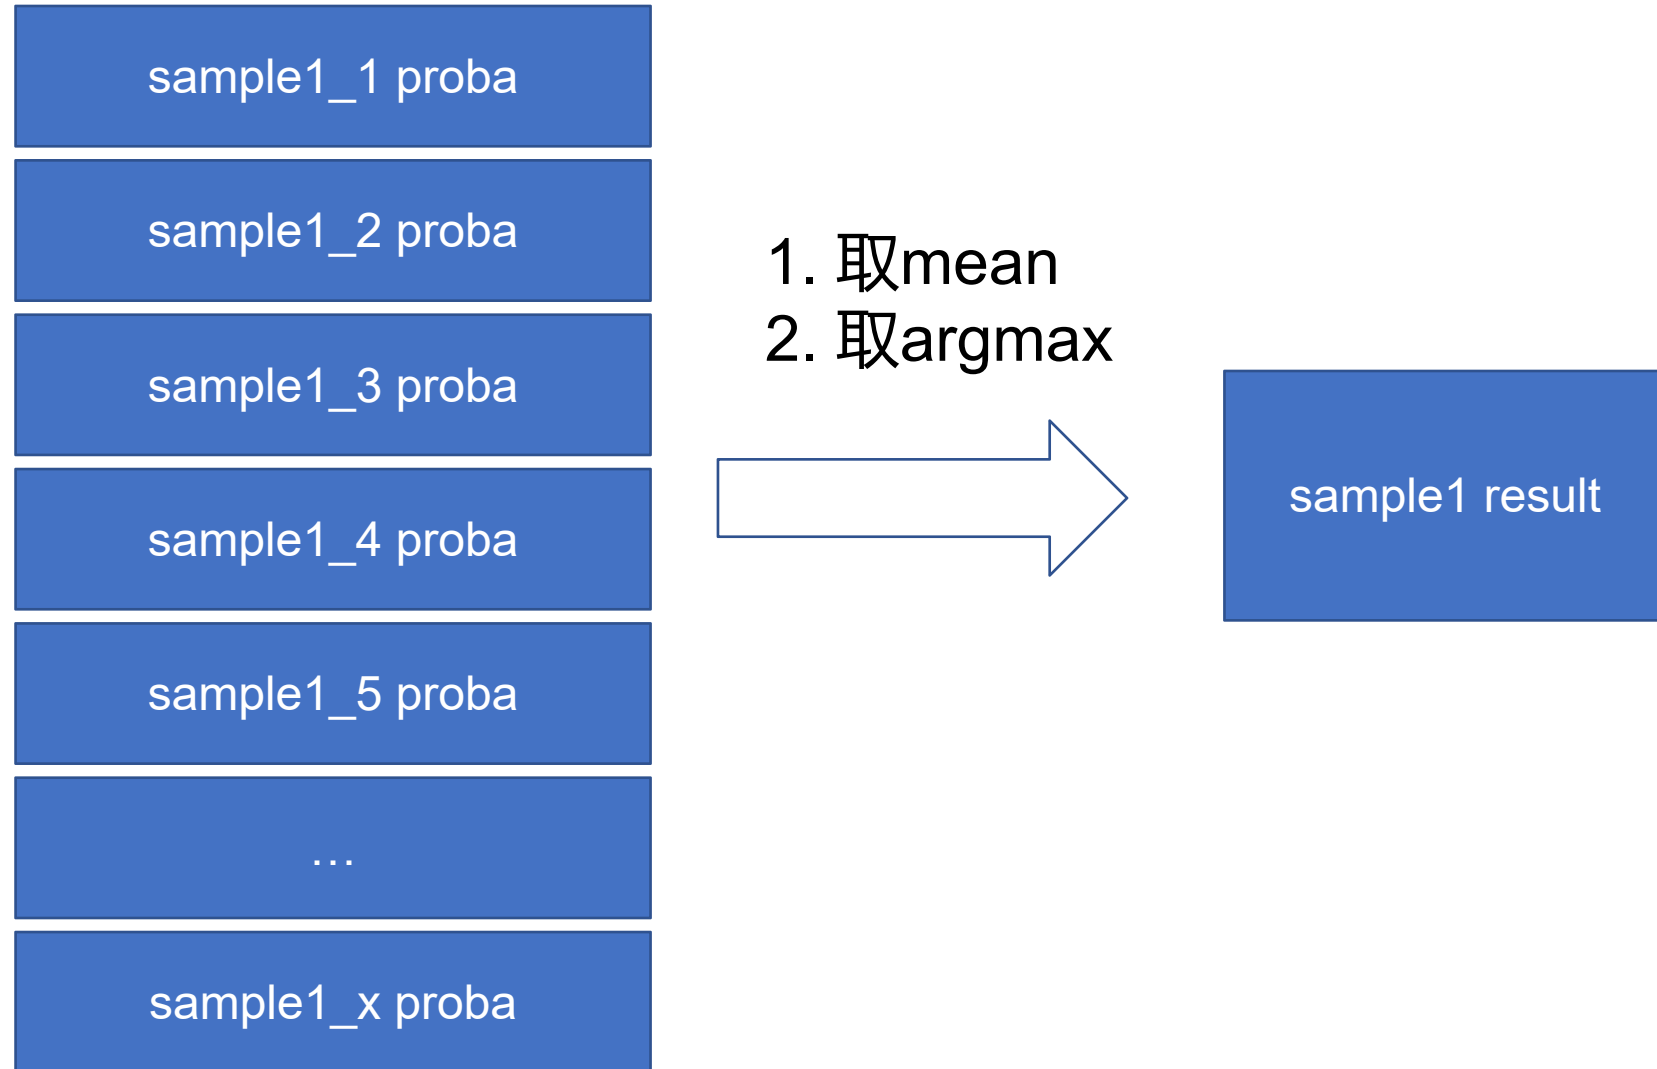 sample1_1 proba
sample1_2 proba
sample1_3 proba
sample1_4 proba
sample1_5 proba
...
sample1_x proba
1. 取mean
2. 取argmax
sample1 result